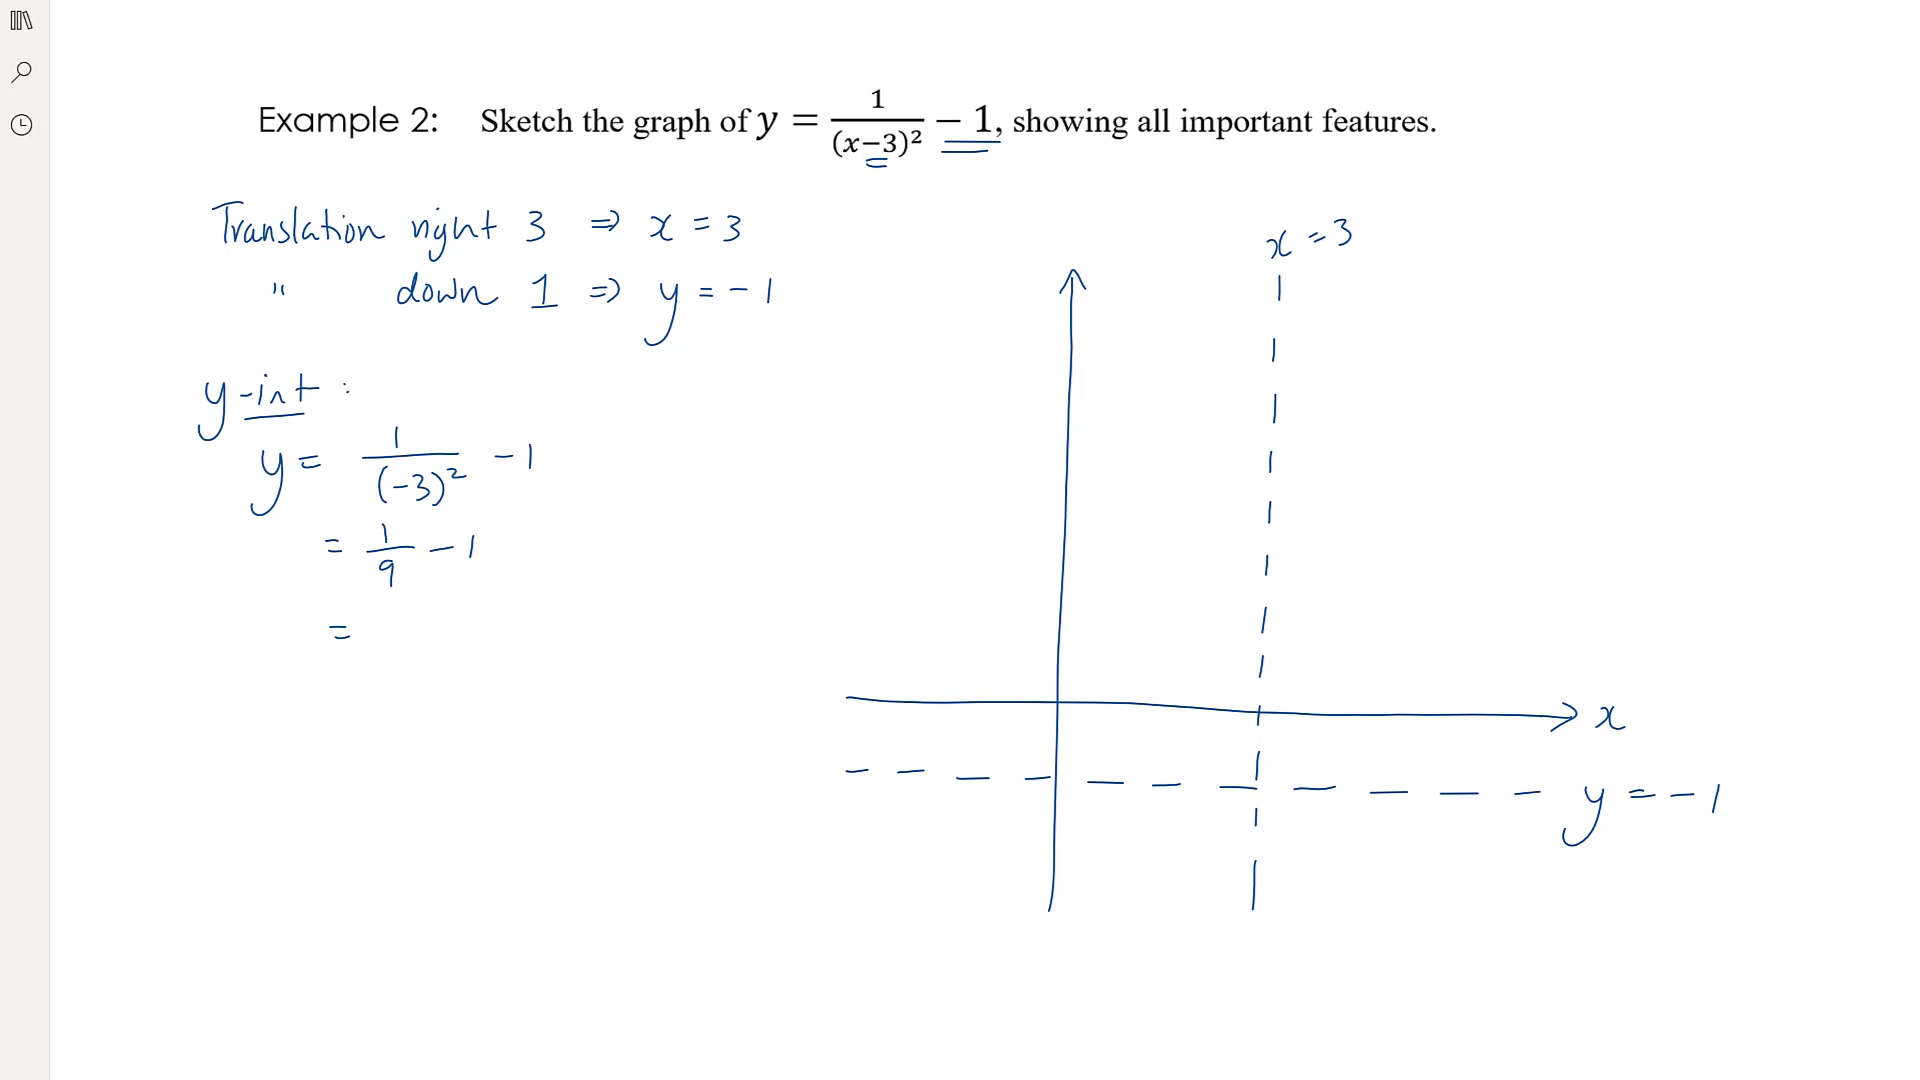 Example 2: Sketch the graph of y = 1/(x−3)² − 1, showing all important features.
Translation right 3 ⇒ x = 3
" down 1 ⇒ y = −1
y-int :
y = 1/(−3)² − 1
= 1/9 − 1
=
x = 3
x
y = −1